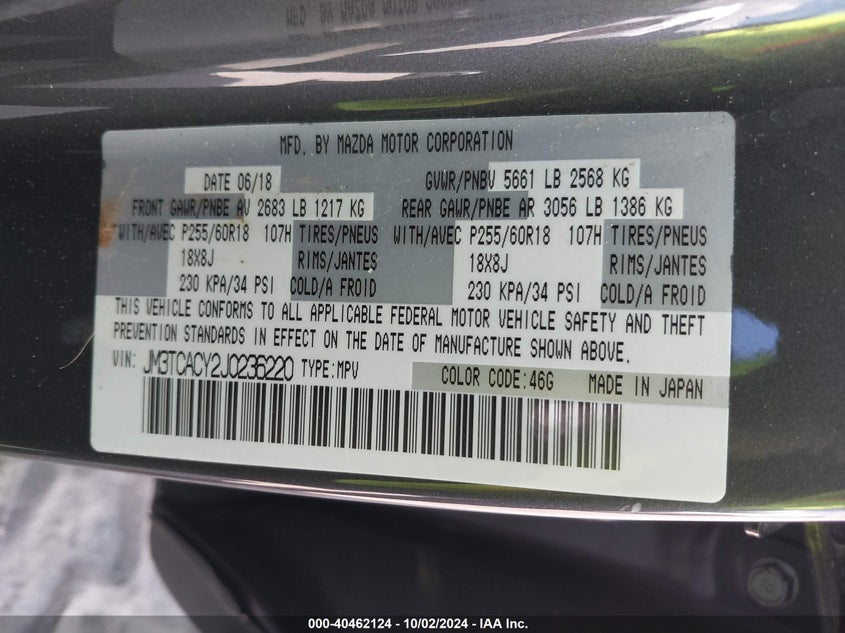 MFD. BY MAZDA MOTOR CORPORATION
DATE 06/18 GVWR/PNBV 5661 LB 2568 KG
FRONT GAWR/PNBE AV 2683 LB 1217 KG REAR GAWR/PNBE AR 3056 LB 1386 KG
WITH/AVEC P255/60R18 107H TIRES/PNEUS WITH/AVEC P255/60R18 107H TIRES/PNEUS
18X8J RIMS/JANTES 18X8J RIMS/JANTES
230 KPA/34 PSI COLD/A FROID 230 KPA/34 PSI COLD/A FROID
THIS VEHICLE CONFORMS TO ALL APPLICABLE FEDERAL MOTOR VEHICLE SAFETY AND THEFT
PREVENTION STANDARDS IN EFFECT ON THE DATE OF MANUFACTURE SHOWN ABOVE.
VIN: JM3TCACY2J0236220 TYPE:MPV COLOR CODE:46G MADE IN JAPAN
000-40462124 - 10/02/2024 - IAA Inc.